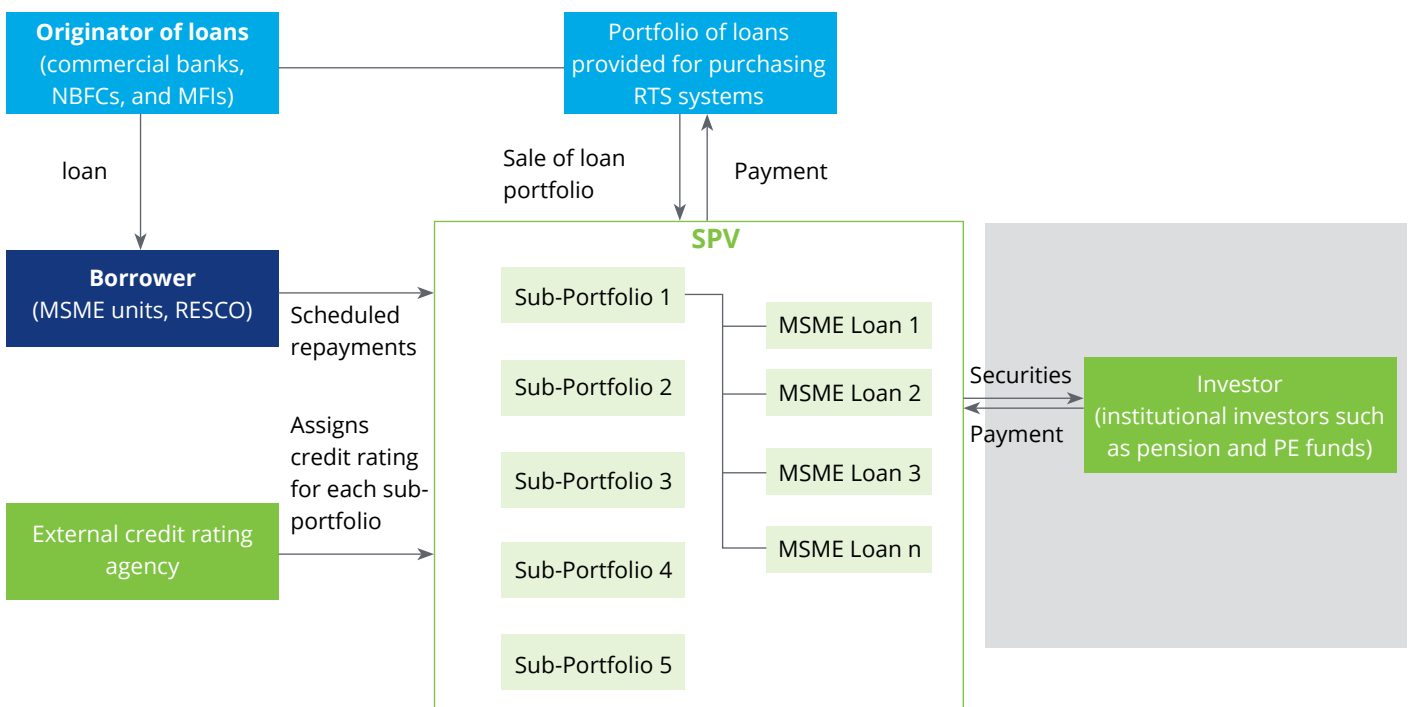 Originator of loans
(commercial banks,
NBFCs, and MFIs)
Portfolio of loans
provided for purchasing
RTS systems
loan
Sale of loan
portfolio
Payment
Borrower
(MSME units, RESCO)
Scheduled
repayments
Assigns
credit rating
for each sub-
portfolio
External credit rating
agency
SPV
Sub-Portfolio 1
Sub-Portfolio 2
Sub-Portfolio 3
Sub-Portfolio 4
Sub-Portfolio 5
MSME Loan 1
MSME Loan 2
MSME Loan 3
MSME Loan n
Securities
Payment
Investor
(institutional investors such
as pension and PE funds)